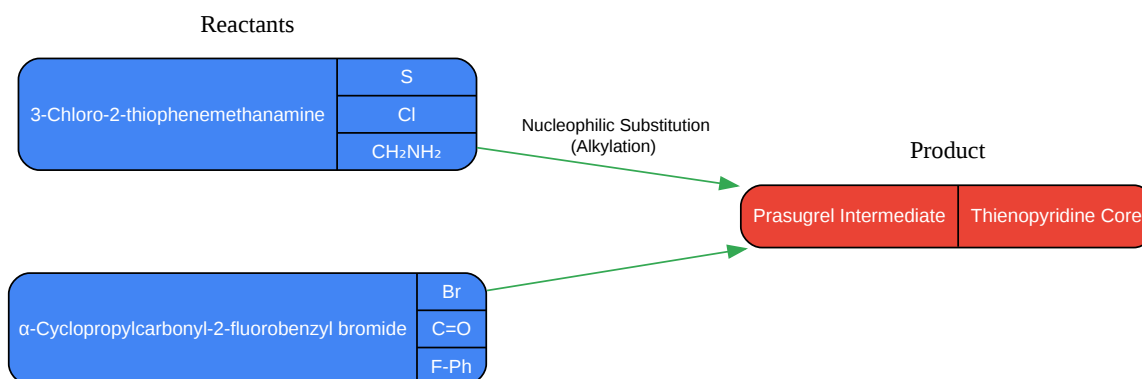 Reactants
3-Chloro-2-thiophenemethanamine
S
Cl
CH₂NH₂
Nucleophilic Substitution
(Alkylation)
Product
Prasugrel Intermediate
Thienopyridine Core
α-Cyclopropylcarbonyl-2-fluorobenzyl bromide
Br
C=O
F-Ph